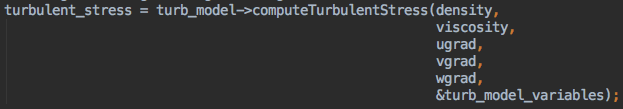 turbulent_stress = turb_model->computeTurbulentStress(density,
viscosity,
ugrad,
vgrad,
wgrad,
&turb_model_variables);